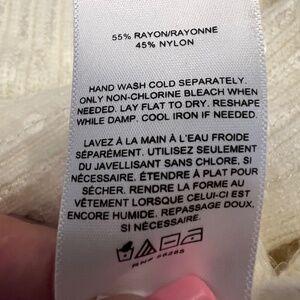 55% RAYON/RAYONNE
45% NYLON
HAND WASH COLD SEPARATELY.
ONLY NON-CHLORINE BLEACH WHEN
NEEDED. LAY FLAT TO DRY. RESHAPE
WHILE DAMP. COOL IRON IF NEEDED.
LAVEZ À LA MAIN À L'EAU FROIDE
SÉPARÉMENT. UTILISEZ SEULEMENT
DU JAVELLISANT SANS CHLORE, SI
NÉCESSAIRE. ÉTENDRE À PLAT POUR
SÉCHER. RENDRE LA FORME AU
VÊTEMENT LORSQUE CELUI-CI EST
ENCORE HUMIDE. REPASSAGE DOUX,
SI NÉCESSAIRE.
RN#